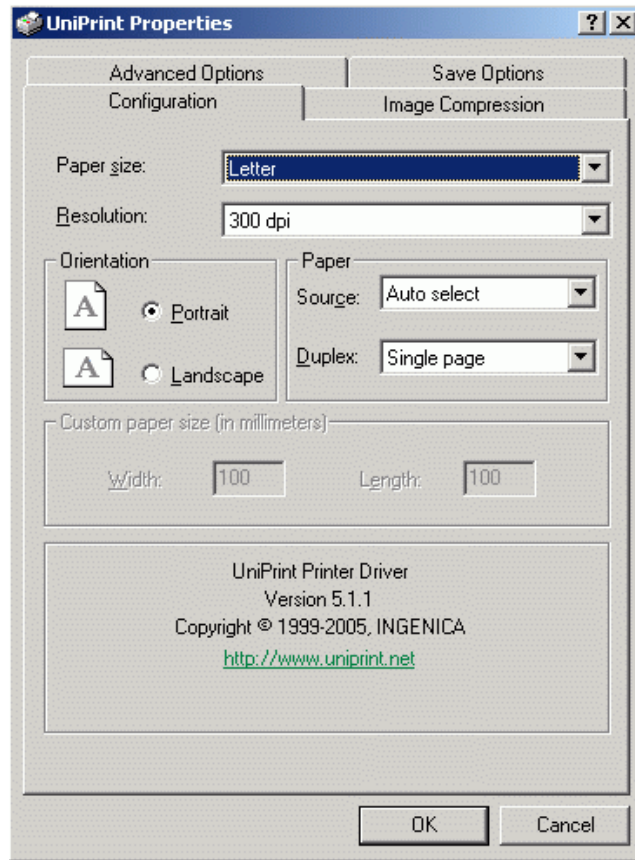 UniPrint Properties
Advanced Options
Save Options
Configuration
Image Compression
Paper size:
Letter
Resolution:
300 dpi
Orientation
A
Portrait
A
Landscape
Paper
Source:
Auto select
Duplex:
Single page
Custom paper size (in millimeters)
Width:
100
Length:
100
UniPrint Printer Driver
Version 5.1.1
Copyright © 1999-2005, INGENICA
http://www.uniprint.net
OK
Cancel